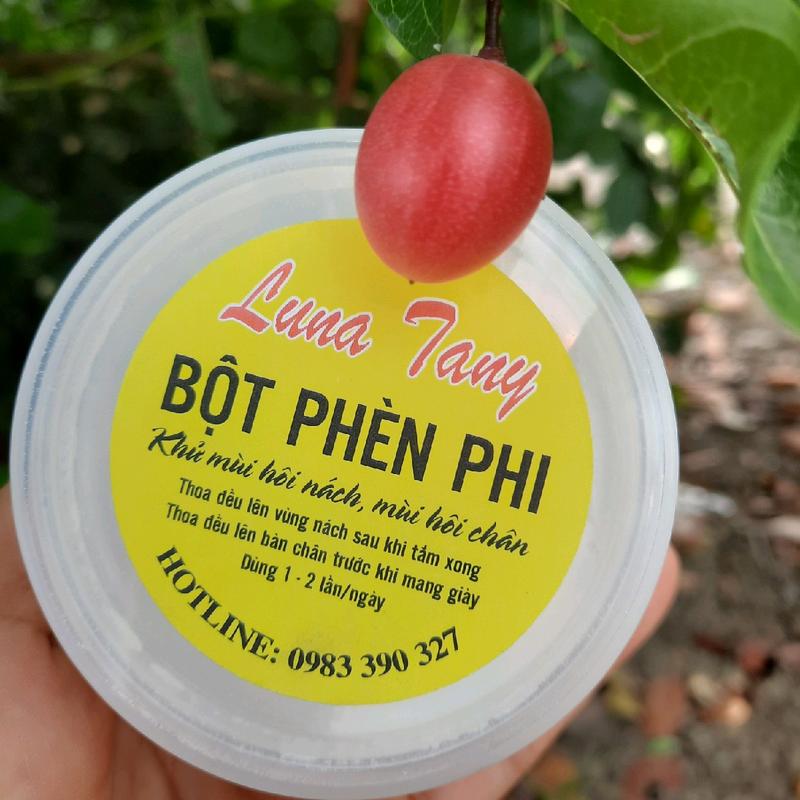 Luna Tany
BỘT PHÈN PHI
Khử mùi hôi nách, mùi hôi chân
Thoa đều lên vùng nách sau khi tắm xong
Thoa đều lên bàn chân trước khi mang giày
Dùng 1 - 2 lần/ngày
HOTLINE: 0983 390 327